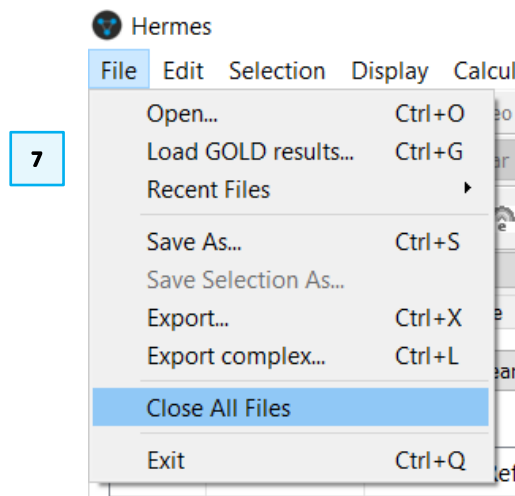 Hermes
File Edit Selection Display
7
Open... Ctrl+O
Load GOLD results... Ctrl+G
Recent Files
Save As... Ctrl+S
Save Selection As...
Export... Ctrl+X
Export complex... Ctrl+L
Close All Files
Exit Ctrl+Q